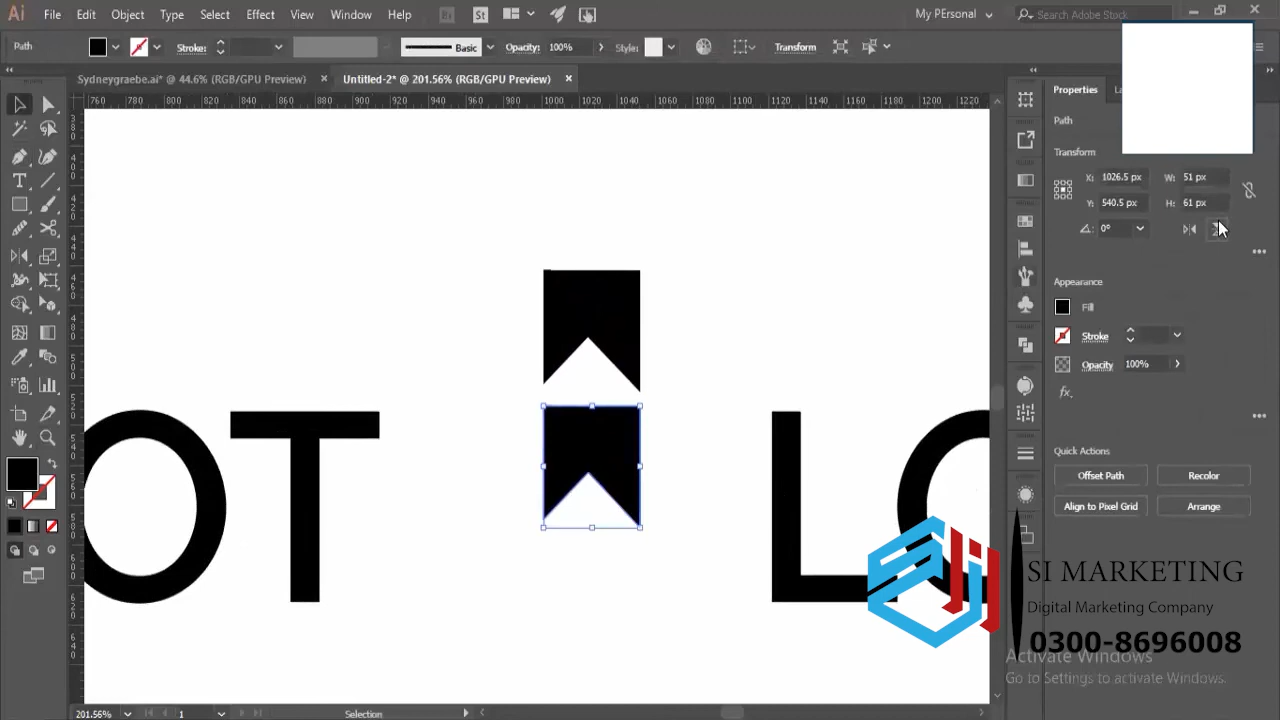 Ai File Edit Object Type Select Effect View Window Help Br St My PErsonal Search Adobe Stock
Path Stroke: Basic Opacity: 100% Style: Transform
Sydneygraebe.ai* @ 44.6% (RGB/GPU Preview) × Untitled-2* @ 201.56% (RGB/GPU Preview) ×
760 780 800 820 840 860 880 900 920 940 960 980 1000 1020 1040 1060 1080 1100 1120 1140 1160 1180 1200 1220
Properties
Path
Transform
X: 1026.5 px W: 51 px
Y: 540.5 px H: 61 px
0°
Appearance
Fill
Stroke
Opacity 100%
fx.
Quick Actions
Offset Path Recolor
Align to Pixel Grid Arrange
OT LO
SI MARKETING
Digital Marketing Company
0300-8696008
Activate Windows
Go to Settings to activate Windows.
201.56% 1 Selection